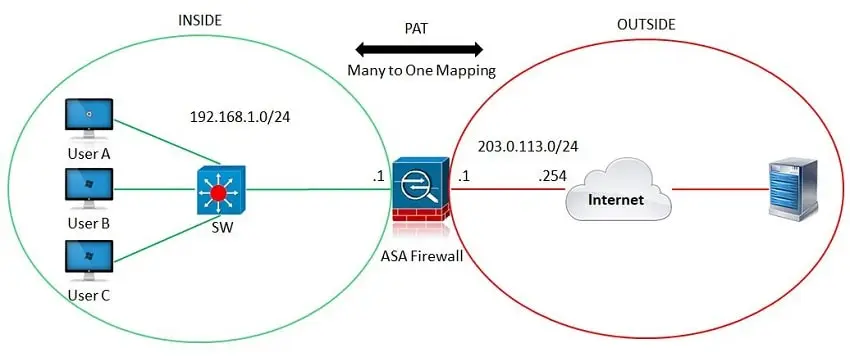 INSIDE
PAT
OUTSIDE
Many to One Mapping
192.168.1.0/24
203.0.113.0/24
User A
.1
.1
.254
Internet
User B
SW
ASA Firewall
User C